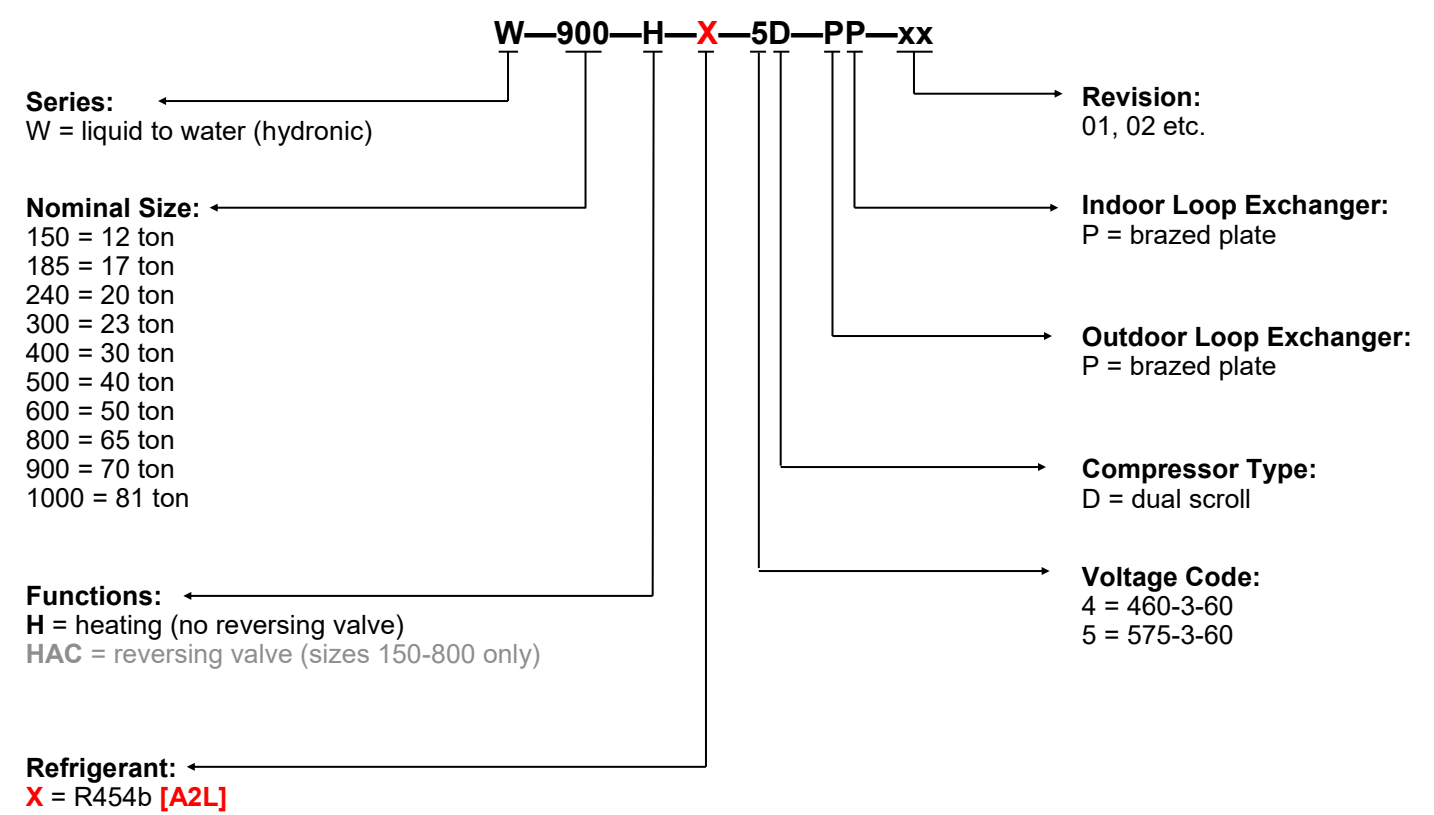 W—900—H—X—5D—PP—xx
Series:
W = liquid to water (hydronic)
Nominal Size:
150 = 12 ton
185 = 17 ton
240 = 20 ton
300 = 23 ton
400 = 30 ton
500 = 40 ton
600 = 50 ton
800 = 65 ton
900 = 70 ton
1000 = 81 ton
Functions:
H = heating (no reversing valve)
HAC = reversing valve (sizes 150-800 only)
Refrigerant:
X = R454b [A2L]
Revision:
01, 02 etc.
Indoor Loop Exchanger:
P = brazed plate
Outdoor Loop Exchanger:
P = brazed plate
Compressor Type:
D = dual scroll
Voltage Code:
4 = 460-3-60
5 = 575-3-60